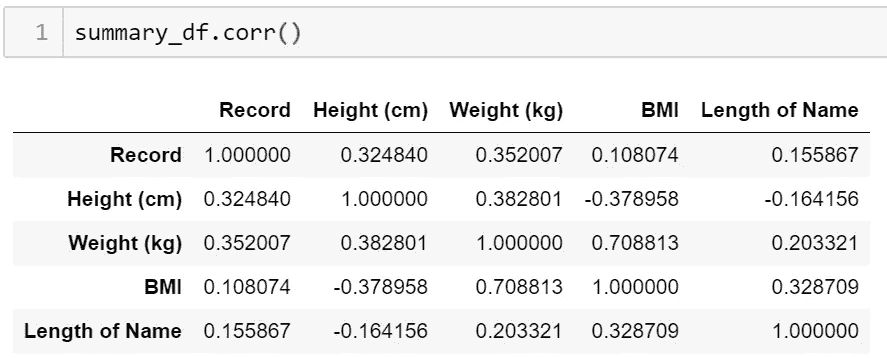 1 summary_df.corr()
Record Height (cm) Weight (kg) BMI Length of Name
Record 1.000000 0.324840 0.352007 0.108074 0.155867
Height (cm) 0.324840 1.000000 0.382801 -0.378958 -0.164156
Weight (kg) 0.352007 0.382801 1.000000 0.708813 0.203321
BMI 0.108074 -0.378958 0.708813 1.000000 0.328709
Length of Name 0.155867 -0.164156 0.203321 0.328709 1.000000